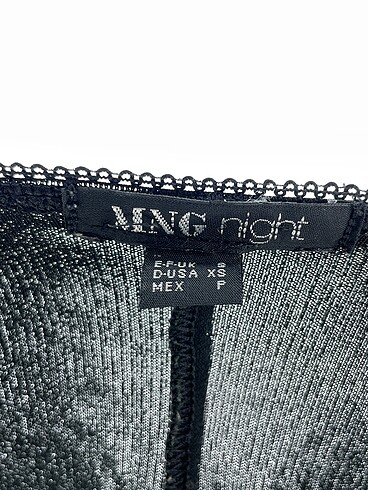 MNG night
E-F-UK S
D-USA XS
MEX P